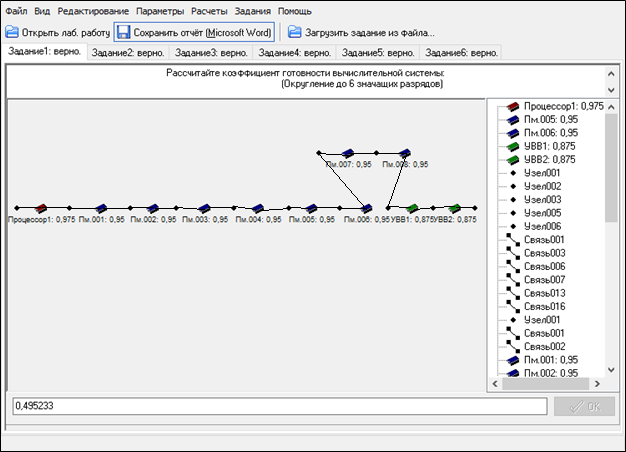 Файл Вид Редактирование Параметры Расчеты Задания Помощь
Открыть лаб. работу Сохранить отчёт (Microsoft Word) Загрузить задание из файла...
Задание1: верно. Задание2: верно. Задание3: верно. Задание4: верно. Задание5: верно. Задание6: верно.
Рассчитайте коэффициент готовности вычислительной системы:
(Округление до 6 значащих разрядов)
Пм.007: 0,95 Пм.008: 0,95
Процессор1: 0,975 Пм.001: 0,95 Пм.002: 0,95 Пм.003: 0,95 Пм.004: 0,95 Пм.005: 0,95 Пм.006: 0,95 УВВ1: 0,875 УВВ2: 0,875
Процессор1: 0,975
Пм.005: 0,95
Пм.006: 0,95
УВВ1: 0,875
УВВ2: 0,875
Узел001
Узел002
Узел003
Узел005
Узел006
Связь001
Связь003
Связь006
Связь007
Связь013
Связь016
Узел001
Связь001
Связь002
Пм.001: 0,95
Пм.002: 0,95
0,495233
OK